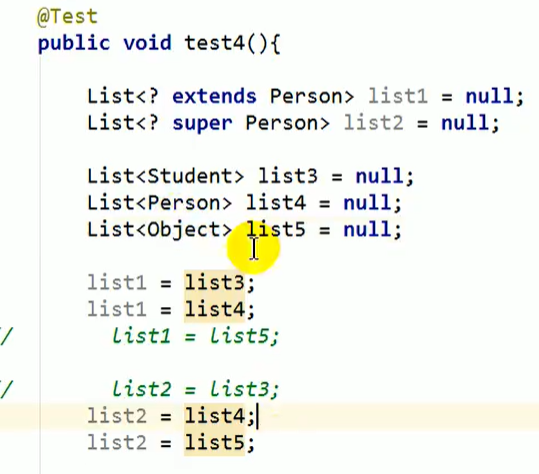 @Test
public void test4(){
List<? extends Person> list1 = null;
List<? super Person> list2 = null;
List<Student> list3 = null;
List<Person> list4 = null;
List<Object> list5 = null;
list1 = list3;
list1 = list4;
/ list1 = list5;
/ list2 = list3;
list2 = list4;
list2 = list5;